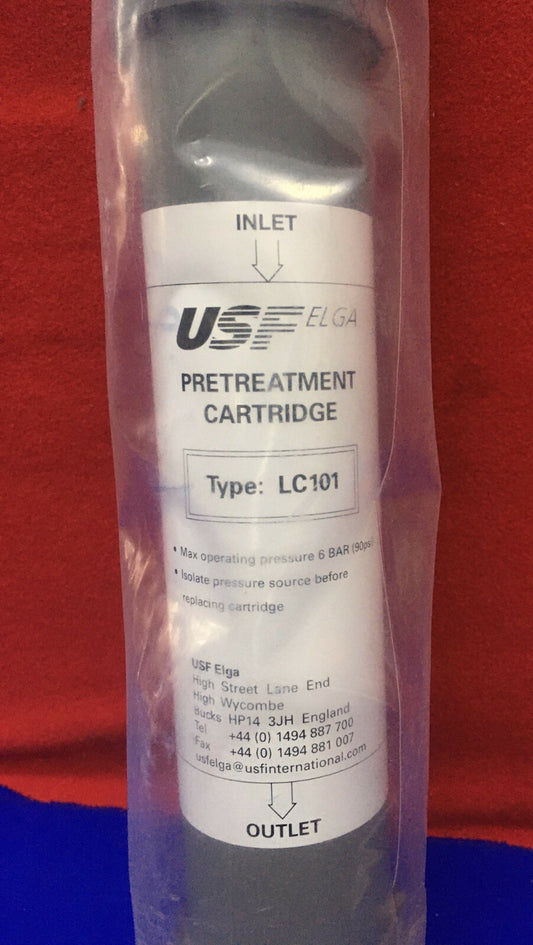 INLET
USF ELGA
PRETREATMENT
CARTRIDGE
Type: LC101
• Max operating pressure 6 BAR (90psi
• Isolate pressure source before
replacing cartridge
USF Elga
High Street Lane End
High Wycombe
Bucks HP14 3JH England
Tel +44 (0) 1494 887 700
Fax +44 (0) 1494 881 007
usfelga@usfinternational.com
OUTLET